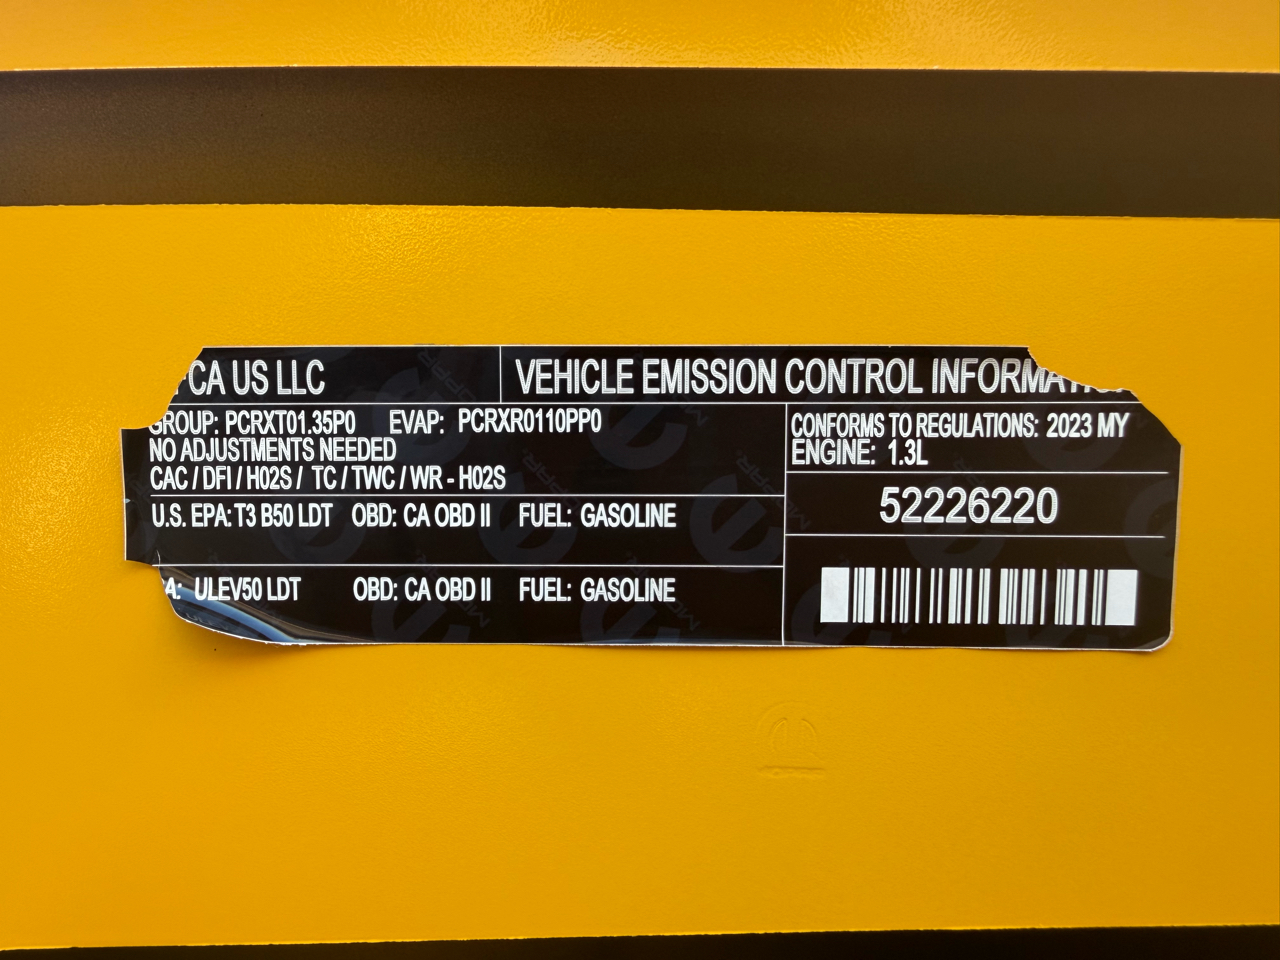 FCA US LLC VEHICLE EMISSION CONTROL INFORMATION
GROUP: PCRXT01.35P0 EVAP: PCRXR0110PP0
NO ADJUSTMENTS NEEDED
CAC / DFI / H02S / TC / TWC / WR - H02S
U.S. EPA: T3 B50 LDT OBD: CA OBD II FUEL: GASOLINE
A: ULEV50 LDT OBD: CA OBD II FUEL: GASOLINE
CONFORMS TO REGULATIONS: 2023 MY
ENGINE: 1.3L
52226220